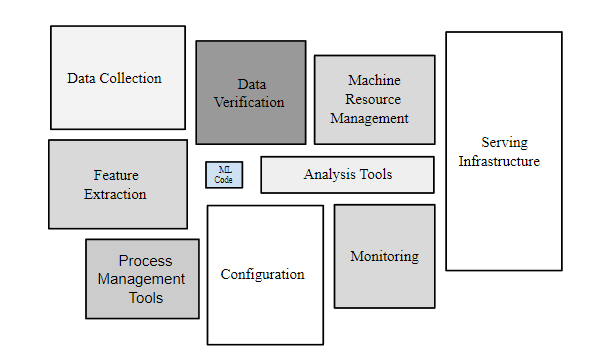 Data Collection
Data
Verification
Machine
Resource
Management
Serving
Infrastructure
Feature
Extraction
ML
Code
Analysis Tools
Process
Management
Tools
Configuration
Monitoring